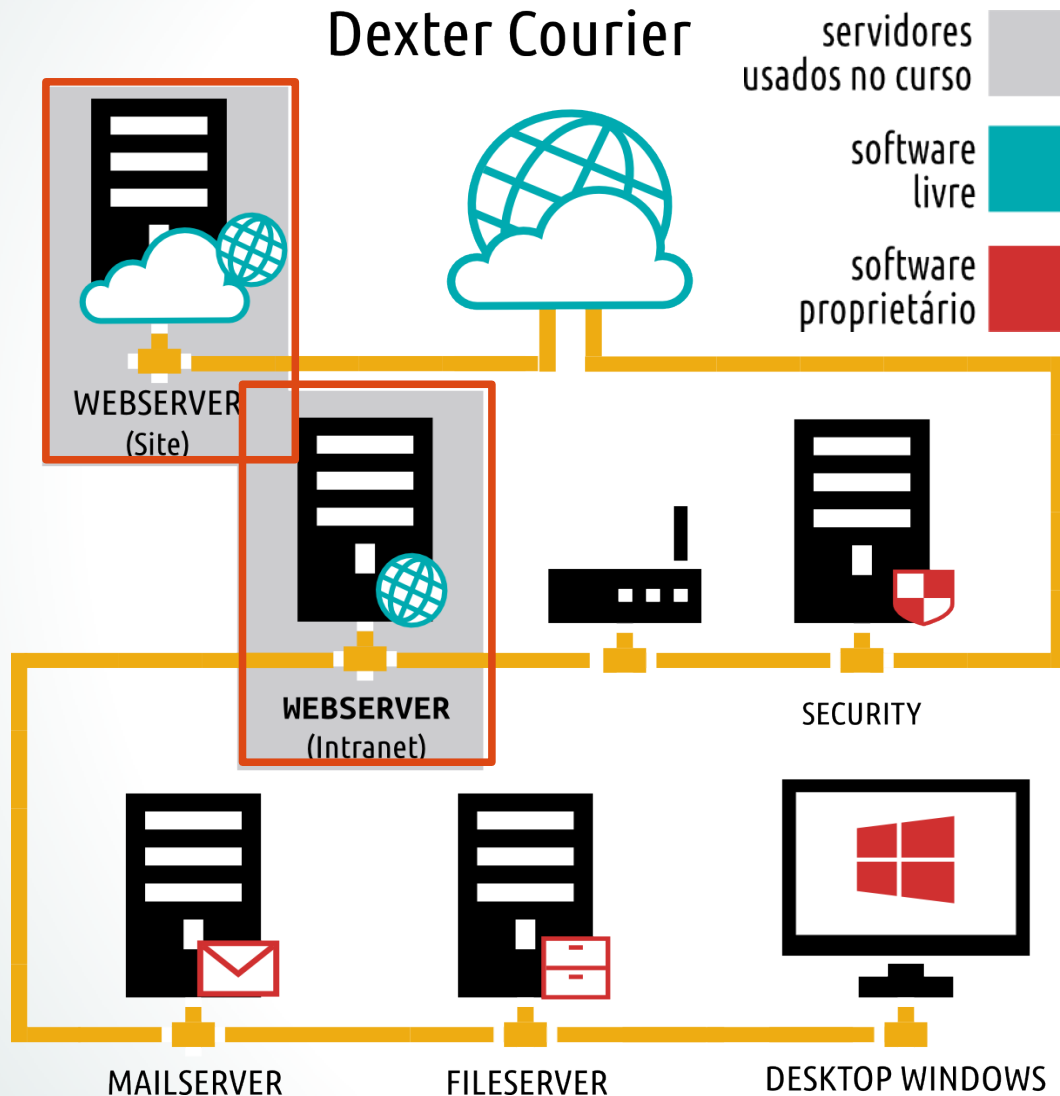 Dexter Courier
servidores
usados no curso
software
livre
software
proprietário
WEBSERVER
(Site)
WEBSERVER
(Intranet)
SECURITY
MAILSERVER
FILESERVER
DESKTOP WINDOWS